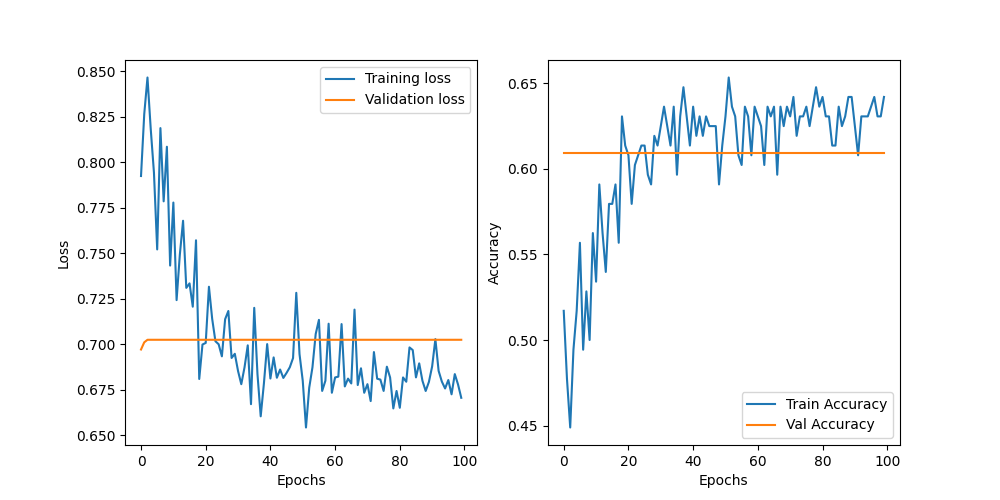 0.850
0.825
0.800
0.775
0.750
0.725
0.700
0.675
0.650
Loss
0 20 40 60 80 100
Epochs
Training loss
Validation loss
0.65
0.60
0.55
0.50
0.45
Accuracy
0 20 40 60 80 100
Epochs
Train Accuracy
Val Accuracy